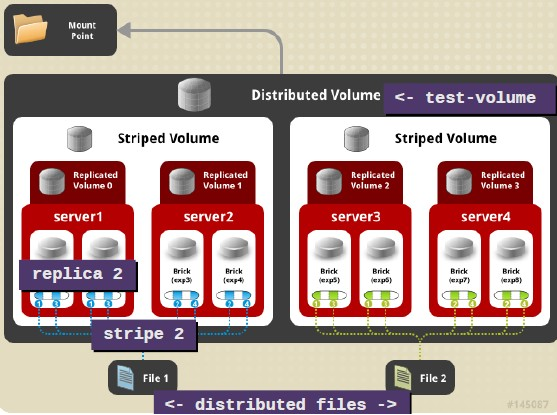 Mount
Point
Distributed Volume
<- test-volume
Striped Volume
Striped Volume
Replicated
Volume 0
Replicated
Volume 1
Replicated
Volume 2
Replicated
Volume 3
server1
server2
server3
server4
replica 2
Brick
(exp3)
Brick
(exp4)
Brick
(exp5)
Brick
(exp6)
Brick
(exp7)
Brick
(exp8)
stripe 2
File 1
File 2
<- distributed files ->
#145087